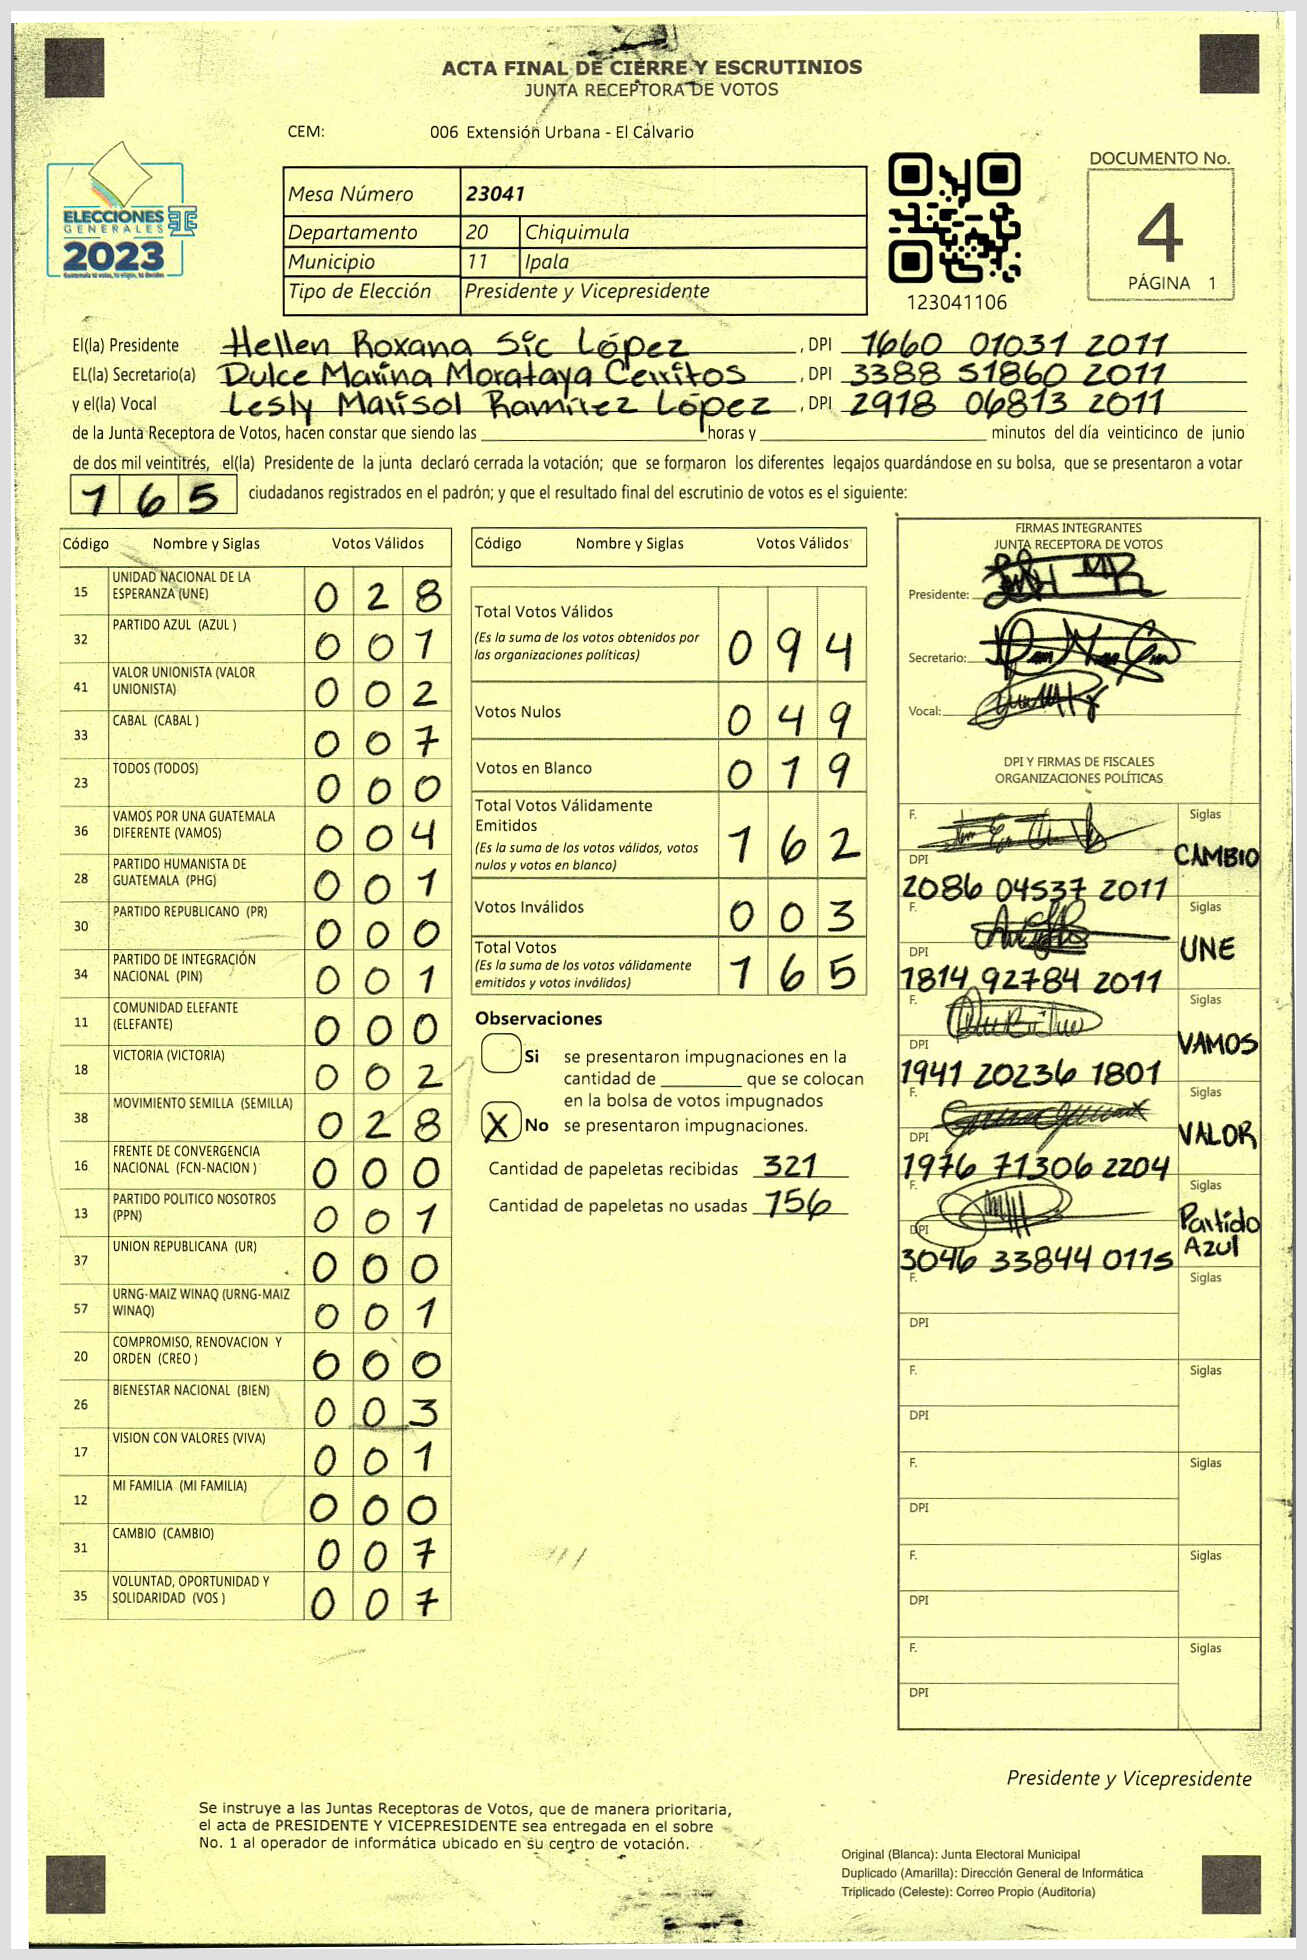 ACTA FINAL DE CIERRE Y ESCRUTINIOS
JUNTA RECEPTORA DE VOTOS
CEM: 006 Extensión Urbana - El Calvario
ELECCIONES
GENERALES
2023
Mesa Número 23041
Departamento 20 Chiquimula
Municipio 11 Ipala
Tipo de Elección Presidente y Vicepresidente
123041106
DOCUMENTO No.
4
PÁGINA 1
El(la) Presidente Hellen Roxana Sic López , DPI 1660 01031 2011
EL(la) Secretario(a) Dulce Marina Morataya Cerritos , DPI 3388 51860 2011
y el(la) Vocal Lesly Marisol Ramírez López , DPI 2918 06813 2011
de la Junta Receptora de Votos, hacen constar que siendo las horas y minutos del día veinticinco de junio
de dos mil veintitrés, el(la) Presidente de la junta declaró cerrada la votación; que se formaron los diferentes legajos guardándose en su bolsa, que se presentaron a votar
165 ciudadanos registrados en el padrón; y que el resultado final del escrutinio de votos es el siguiente:
Código Nombre y Siglas Votos Válidos
15 UNIDAD NACIONAL DE LA ESPERANZA (UNE) 0 2 8
32 PARTIDO AZUL (AZUL ) 0 0 1
41 VALOR UNIONISTA (VALOR UNIONISTA) 0 0 2
33 CABAL (CABAL ) 0 0 7
23 TODOS (TODOS) 0 0 0
36 VAMOS POR UNA GUATEMALA DIFERENTE (VAMOS) 0 0 4
28 PARTIDO HUMANISTA DE GUATEMALA (PHG) 0 0 1
30 PARTIDO REPUBLICANO (PR) 0 0 0
34 PARTIDO DE INTEGRACIÓN NACIONAL (PIN) 0 0 1
11 COMUNIDAD ELEFANTE (ELEFANTE) 0 0 0
18 VICTORIA (VICTORIA) 0 0 2
38 MOVIMIENTO SEMILLA (SEMILLA) 0 2 8
16 FRENTE DE CONVERGENCIA NACIONAL (FCN-NACION ) 0 0 0
13 PARTIDO POLITICO NOSOTROS (PPN) 0 0 1
37 UNION REPUBLICANA (UR) 0 0 0
57 URNG-MAIZ WINAQ (URNG-MAIZ WINAQ) 0 0 1
20 COMPROMISO, RENOVACION Y ORDEN (CREO ) 0 0 0
26 BIENESTAR NACIONAL (BIEN) 0 0 3
17 VISION CON VALORES (VIVA) 0 0 1
12 MI FAMILIA (MI FAMILIA) 0 0 0
31 CAMBIO (CAMBIO) 0 0 7
35 VOLUNTAD, OPORTUNIDAD Y SOLIDARIDAD (VOS ) 0 0 7
Código Nombre y Siglas Votos Válidos
Total Votos Válidos 0 9 4
(Es la suma de los votos obtenidos por
las organizaciones políticas)
Votos Nulos 0 4 9
Votos en Blanco 0 1 9
Total Votos Válidamente
Emitidos 1 6 2
(Es la suma de los votos válidos, votos
nulos y votos en blanco)
Votos Inválidos 0 0 3
Total Votos 1 6 5
(Es la suma de los votos válidamente
emitidos y votos inválidos)
Observaciones
Si se presentaron impugnaciones en la
cantidad de que se colocan
en la bolsa de votos impugnados
X No se presentaron impugnaciones.
Cantidad de papeletas recibidas 321
Cantidad de papeletas no usadas 156
FIRMAS INTEGRANTES
JUNTA RECEPTORA DE VOTOS
Presidente:
Secretario:
Vocal:
DPI Y FIRMAS DE FISCALES
ORGANIZACIONES POLÍTICAS
F. Siglas
CAMBIO
DPI
2086 04537 2011
F. Siglas
UNE
DPI
1814 92784 2011
F. Siglas
VAMOS
DPI
1941 20236 1801
F. Siglas
VALOR
DPI
1976 71306 2204
F. Siglas
Partido
Azul
DPI
3046 33844 0115
F. Siglas
DPI
F. Siglas
DPI
F. Siglas
DPI
F. Siglas
DPI
F. Siglas
DPI
Presidente y Vicepresidente
Se instruye a las Juntas Receptoras de Votos, que de manera prioritaria,
el acta de PRESIDENTE Y VICEPRESIDENTE sea entregada en el sobre
No. 1 al operador de informática ubicado en su centro de votación.
Original (Blanca): Junta Electoral Municipal
Duplicado (Amarilla): Dirección General de Informática
Triplicado (Celeste): Correo Propio (Auditoria)